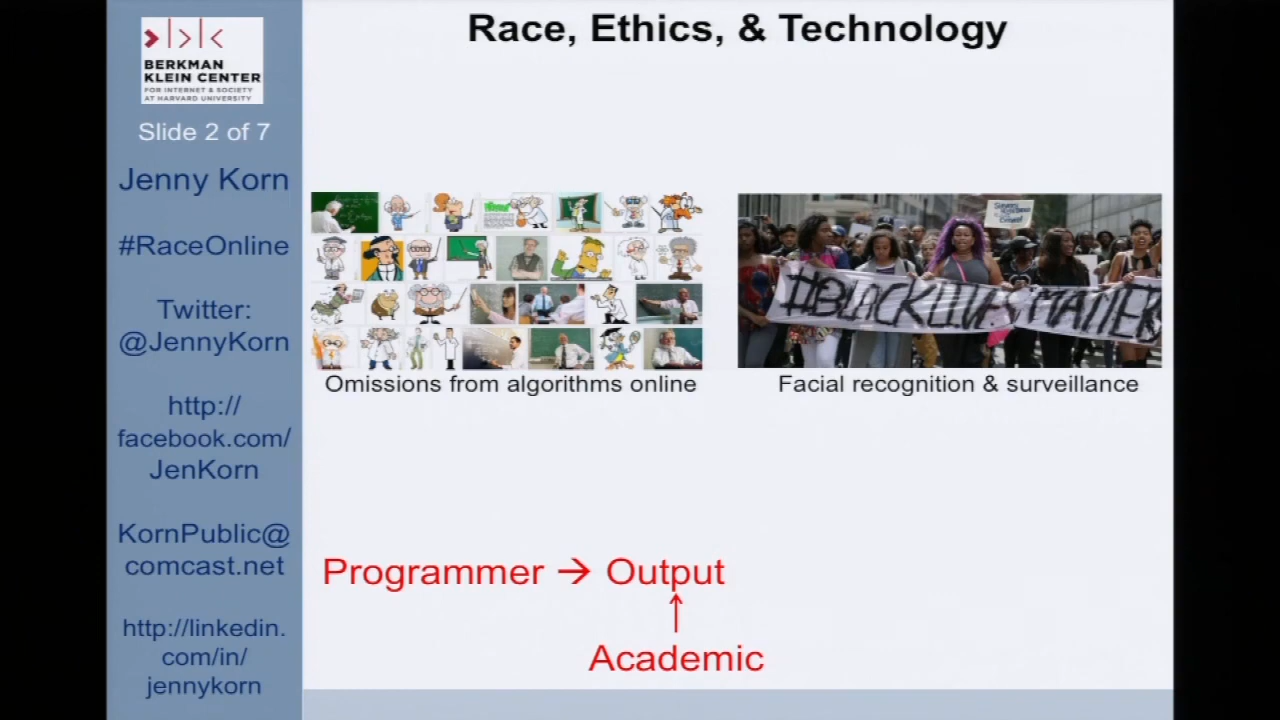 Race, Ethics, & Technology
BERKMAN
KLEIN CENTER
FOR INTERNET & SOCIETY
AT HARVARD UNIVERSITY
Slide 2 of 7
Jenny Korn
#RaceOnline
Twitter:
@JennyKorn
http://
facebook.com/
JenKorn
KornPublic@
comcast.net
http://linkedin.
com/in/
jennykorn
#BLACKLIVESMATTER
Omissions from algorithms online
Facial recognition & surveillance
Programmer → Output
↑
Academic